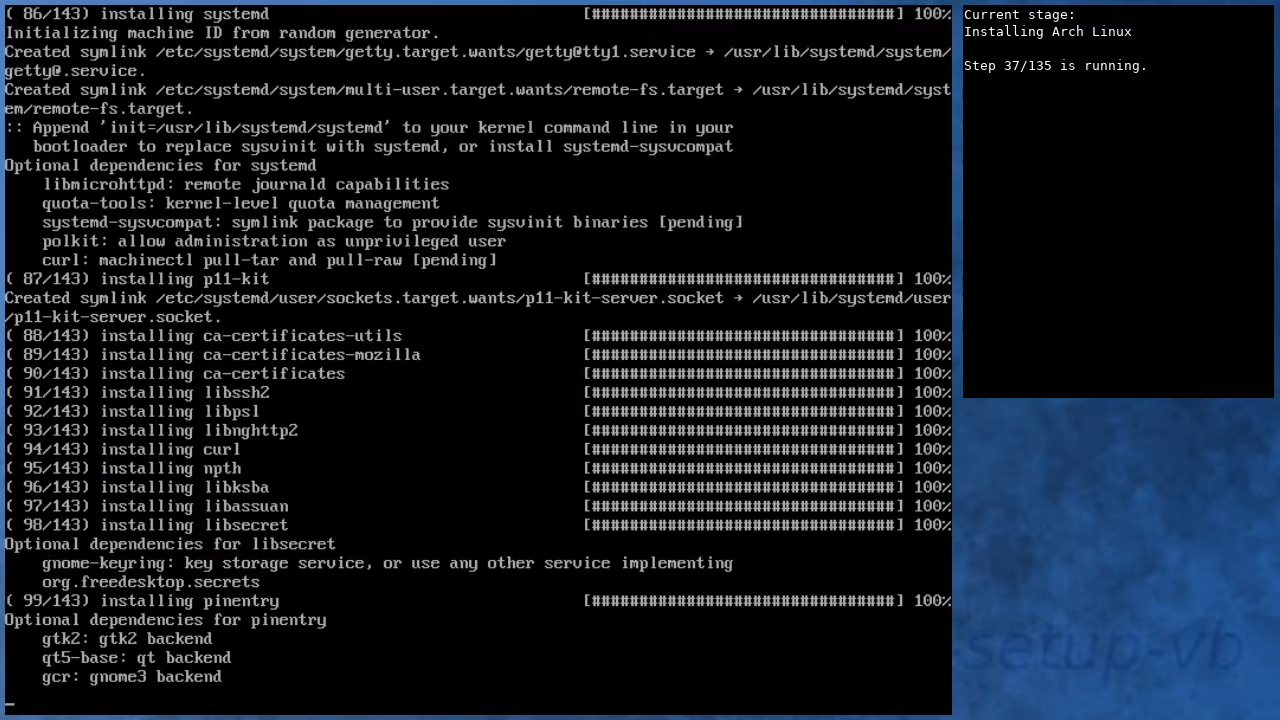 ( 86/143) installing systemd [################################] 100%
Initializing machine ID from random generator.
Created symlink /etc/systemd/system/getty.target.wants/getty@tty1.service → /usr/lib/systemd/system/
getty@.service.
Created symlink /etc/systemd/system/multi-user.target.wants/remote-fs.target → /usr/lib/systemd/syst
em/remote-fs.target.
:: Append 'init=/usr/lib/systemd/systemd' to your kernel command line in your
bootloader to replace sysvinit with systemd, or install systemd-sysvcompat
Optional dependencies for systemd
libmicrohttpd: remote journald capabilities
quota-tools: kernel-level quota management
systemd-sysvcompat: symlink package to provide sysvinit binaries [pending]
polkit: allow administration as unprivileged user
curl: machinectl pull-tar and pull-raw [pending]
( 87/143) installing p11-kit [################################] 100%
Created symlink /etc/systemd/user/sockets.target.wants/p11-kit-server.socket → /usr/lib/systemd/user
/p11-kit-server.socket.
( 88/143) installing ca-certificates-utils [################################] 100%
( 89/143) installing ca-certificates-mozilla [################################] 100%
( 90/143) installing ca-certificates [################################] 100%
( 91/143) installing libssh2 [################################] 100%
( 92/143) installing libpsl [################################] 100%
( 93/143) installing libnghttp2 [################################] 100%
( 94/143) installing curl [################################] 100%
( 95/143) installing npth [################################] 100%
( 96/143) installing libksba [################################] 100%
( 97/143) installing libassuan [################################] 100%
( 98/143) installing libsecret [################################] 100%
Optional dependencies for libsecret
gnome-keyring: key storage service, or use any other service implementing
org.freedesktop.secrets
( 99/143) installing pinentry [################################] 100%
Optional dependencies for pinentry
gtk2: gtk2 backend
qt5-base: qt backend
gcr: gnome3 backend
_
Current stage:
Installing Arch Linux
Step 37/135 is running.
setup-vb